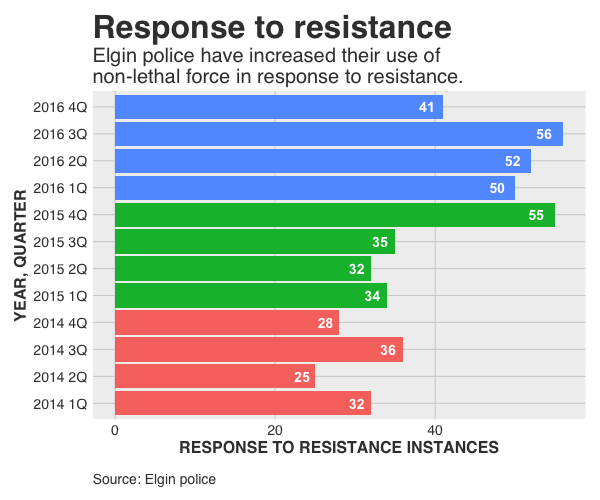 Response to resistance
Elgin police have increased their use of
non-lethal force in response to resistance.
YEAR, QUARTER
2016 4Q 41
2016 3Q 56
2016 2Q 52
2016 1Q 50
2015 4Q 55
2015 3Q 35
2015 2Q 32
2015 1Q 34
2014 4Q 28
2014 3Q 36
2014 2Q 25
2014 1Q 32
0 20 40
RESPONSE TO RESISTANCE INSTANCES
Source: Elgin police